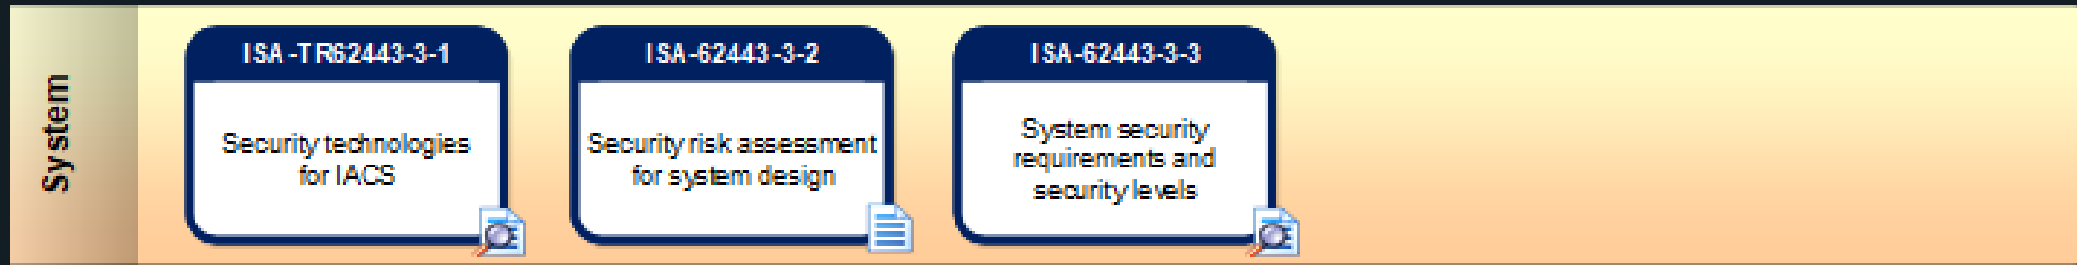 System
ISA-TR62443-3-1
Security technologies
for IACS
ISA-62443-3-2
Security risk assessment
for system design
ISA-62443-3-3
System security
requirements and
security levels